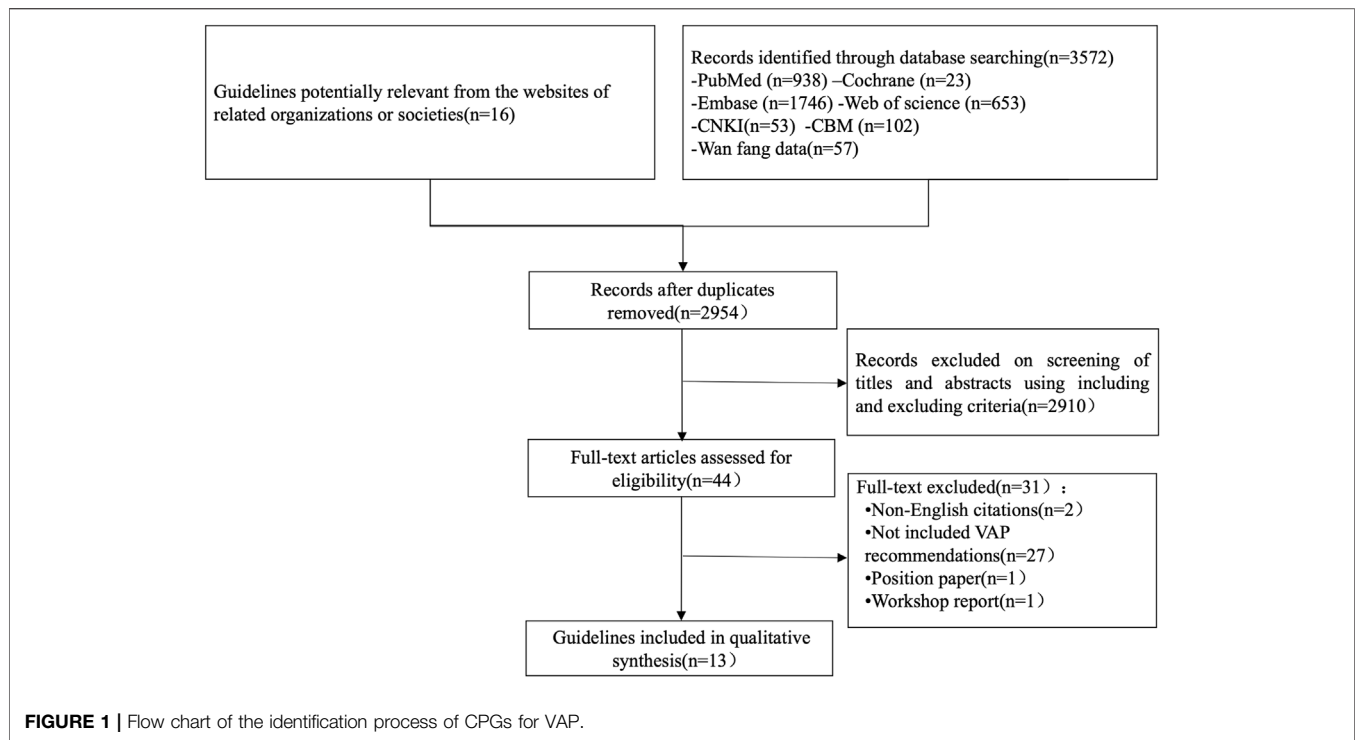 Guidelines potentially relevant from the websites of
related organizations or societies(n=16)
Records identified through database searching(n=3572)
-PubMed (n=938) –Cochrane (n=23)
-Embase (n=1746) -Web of science (n=653)
-CNKI(n=53) -CBM (n=102)
-Wan fang data(n=57)
Records after duplicates
removed(n=2954）
Records excluded on screening of
titles and abstracts using including
and excluding criteria(n=2910）
Full-text articles assessed for
eligibility(n=44）
Full-text excluded(n=31）：
•Non-English citations(n=2）
•Not included VAP
recommendations(n=27）
•Position paper(n=1）
•Workshop report(n=1）
Guidelines included in qualitative
synthesis(n=13）
FIGURE 1 | Flow chart of the identification process of CPGs for VAP.